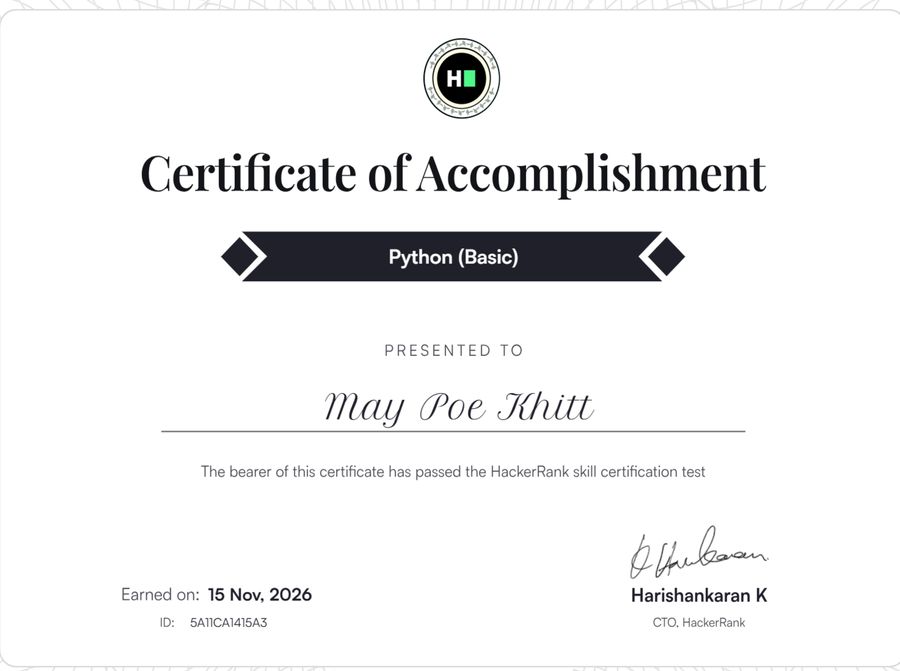 H
Certificate of Accomplishment
Python (Basic)
PRESENTED TO
May Poe Khitt
The bearer of this certificate has passed the HackerRank skill certification test
Earned on: 15 Nov, 2026
ID: 5A11CA1415A3
Harishankaran K
CTO, HackerRank